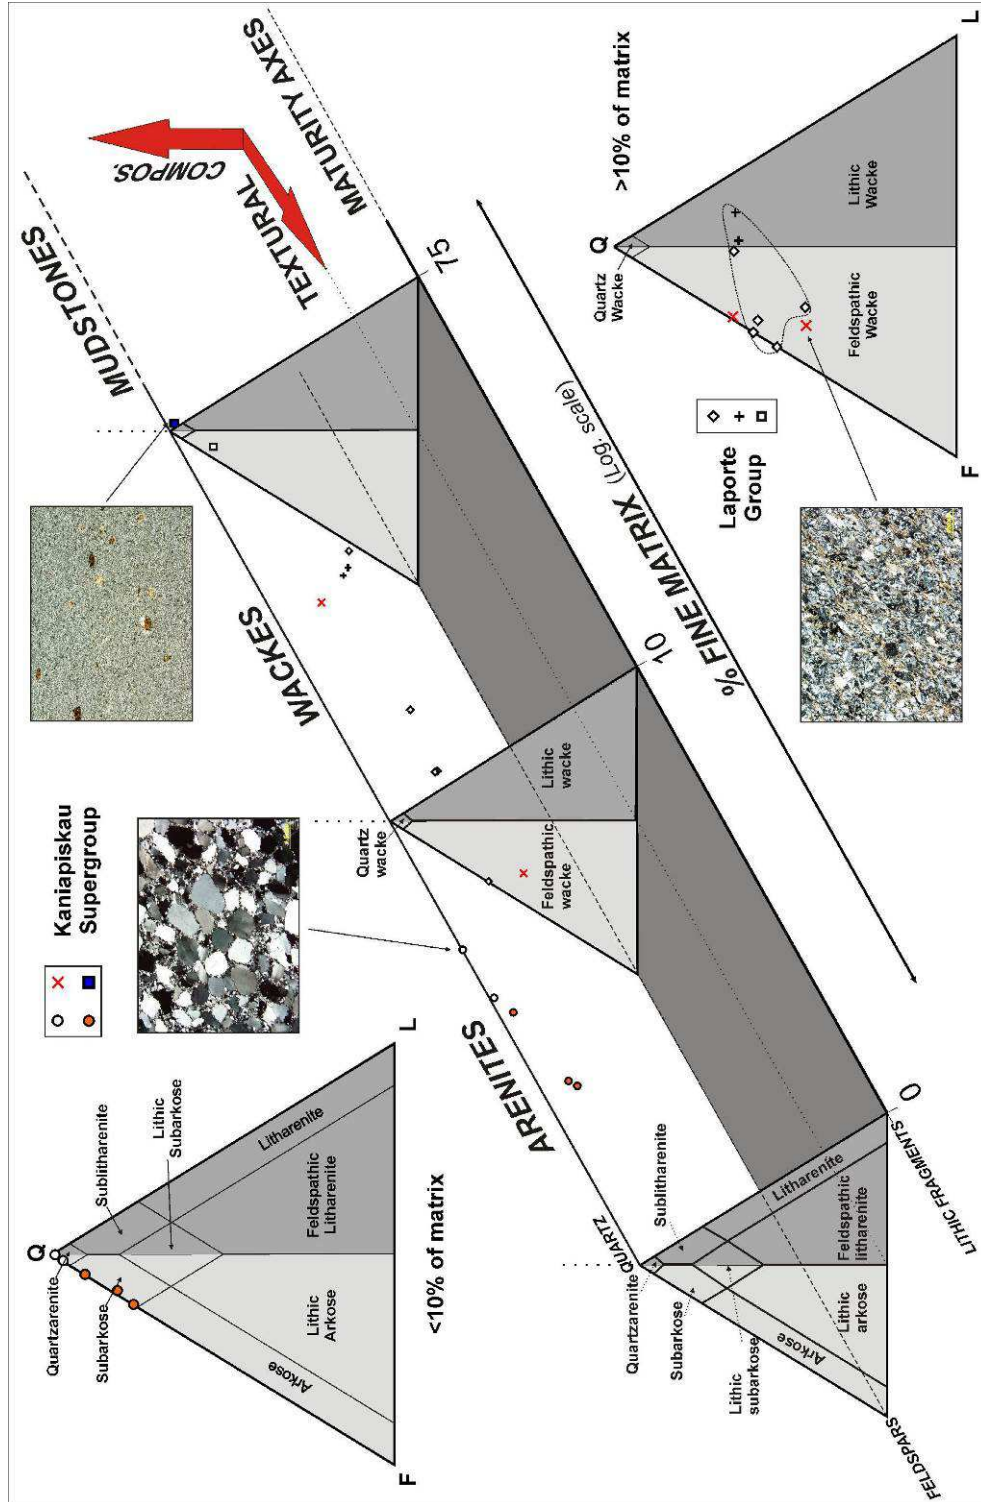 Q
Quartzarenite
Subarkose
Sublitharenite
Lithic
Subarkose
Litharenite
Feldspathic
Litharenite
Lithic
Arkose
Arkose
F
L
<10% of matrix
Kaniapiskau
Supergroup
MUDSTONES
WACKES
ARENITES
COMPOS.
TEXTURAL
MATURITY AXES
QUARTZ
Quartzarenite
Subarkose
Lithic
subarkose
Sublitharenite
Litharenite
Feldspathic
litharenite
Lithic
arkose
Arkose
FELDSPARS
LITHIC FRAGMENTS
0
Quartz
wacke
Feldspathic
wacke
Lithic
wacke
10
75
% FINE MATRIX (Log. scale)
Laporte
Group
>10% of matrix
Q
Quartz
Wacke
Feldspathic
Wacke
Lithic
Wacke
F
L